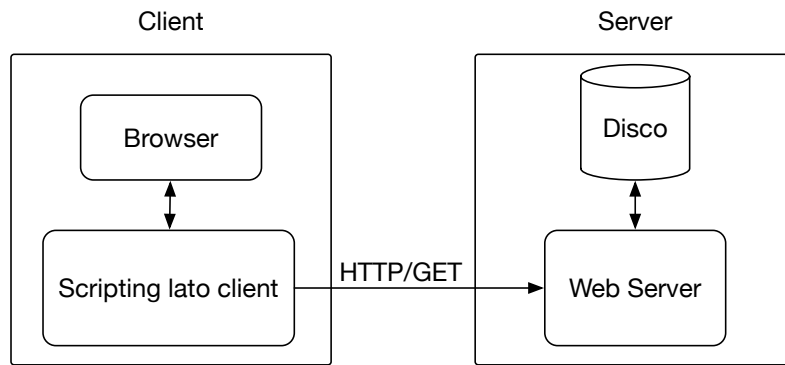 Client
Server
Browser
Disco
Scripting lato client
HTTP/GET
Web Server